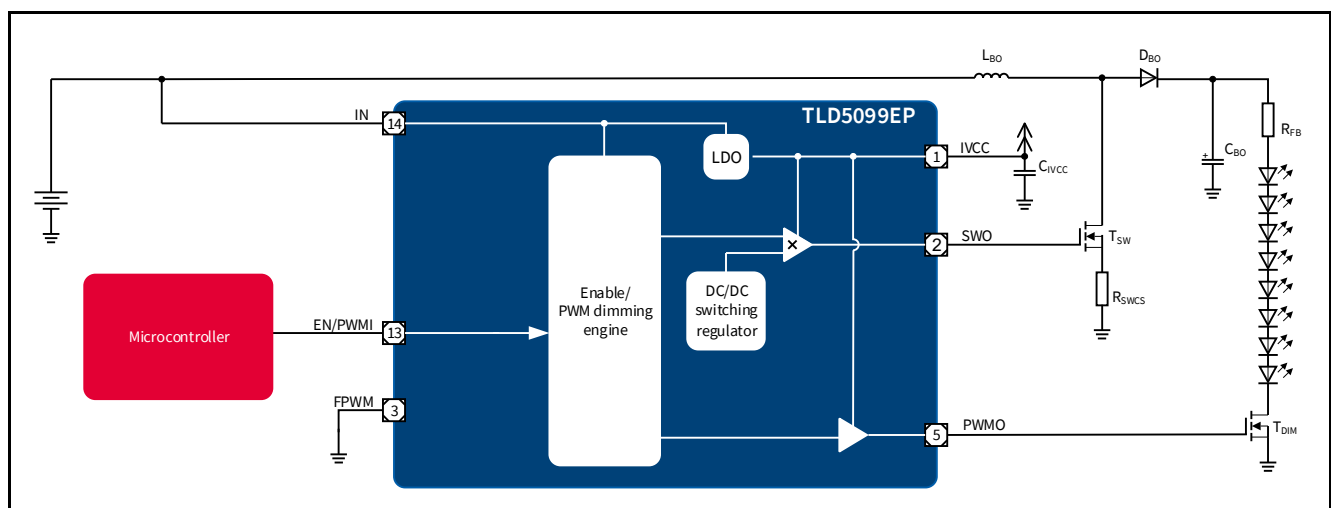 L_BO
D_BO
IN
14
TLD5099EP
R_FB
LDO
1
IVCC
C_IVCC
+
C_BO
2
SWO
T_SW
Enable/
PWM dimming
engine
DC/DC
switching
regulator
R_SWCS
Microcontroller
EN/PWMI
13
FPWM
3
5
PWMO
T_DIM